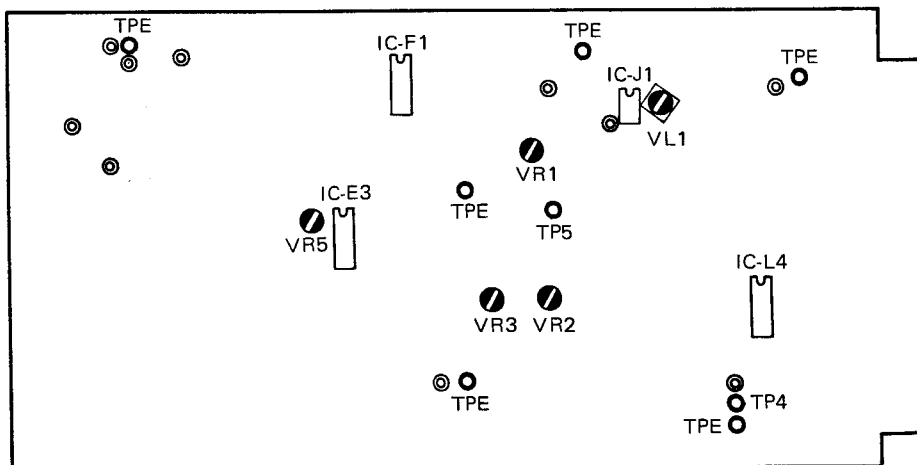 TPE
IC-F1
TPE
IC-J1
TPE
VL1
VR1
IC-E3
TPE
TP5
VR5
IC-L4
VR3
VR2
TPE
TP4
TPE